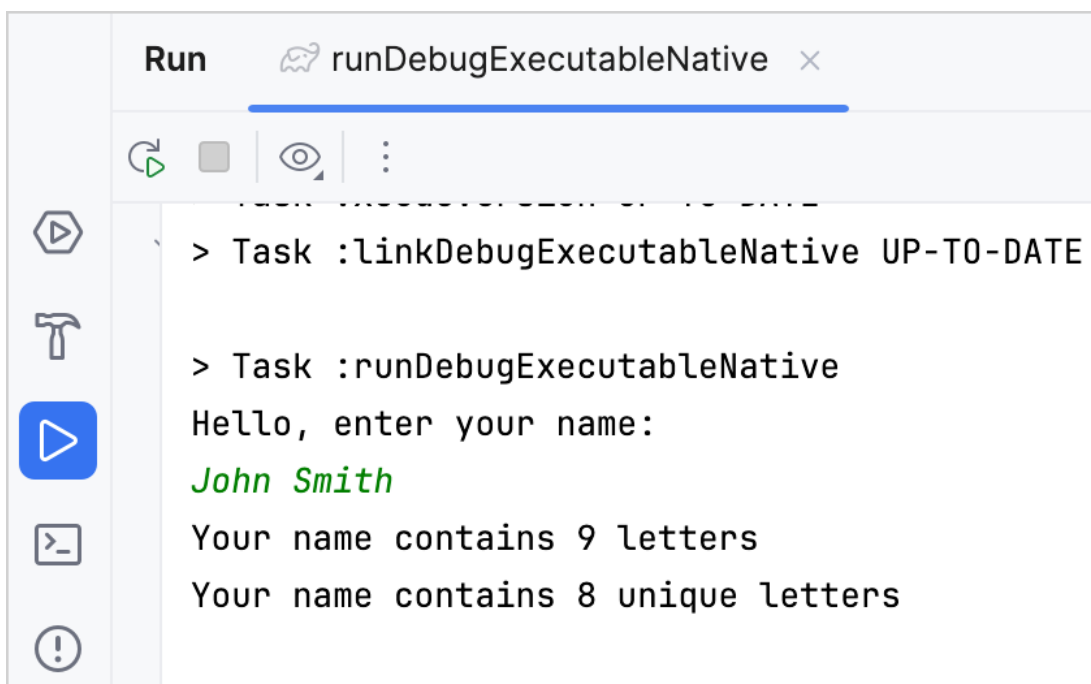 Run runDebugExecutableNative
> Task :linkDebugExecutableNative UP-TO-DATE
> Task :runDebugExecutableNative
Hello, enter your name:
John Smith
Your name contains 9 letters
Your name contains 8 unique letters